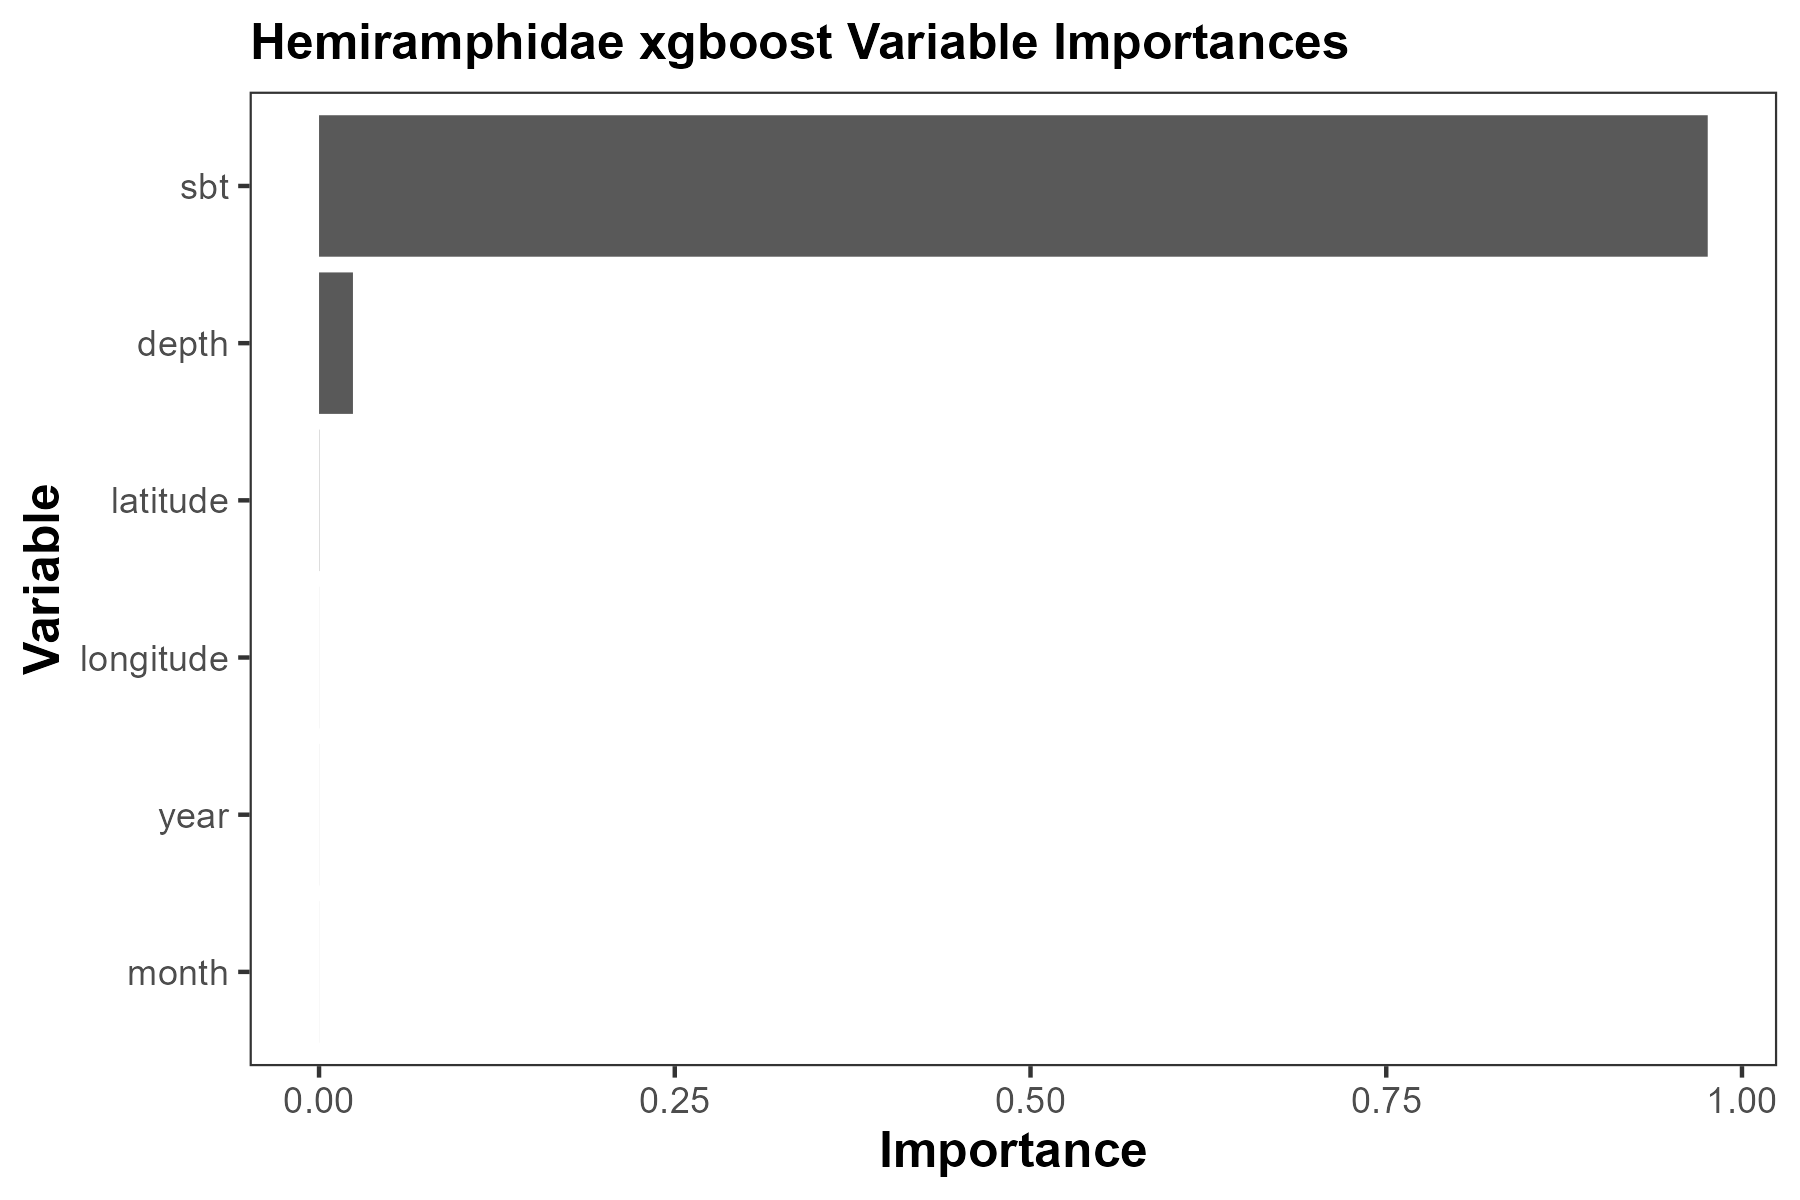 Hemiramphidae xgboost Variable Importances
Variable
sbt
depth
latitude
longitude
year
month
0.00 0.25 0.50 0.75 1.00
Importance